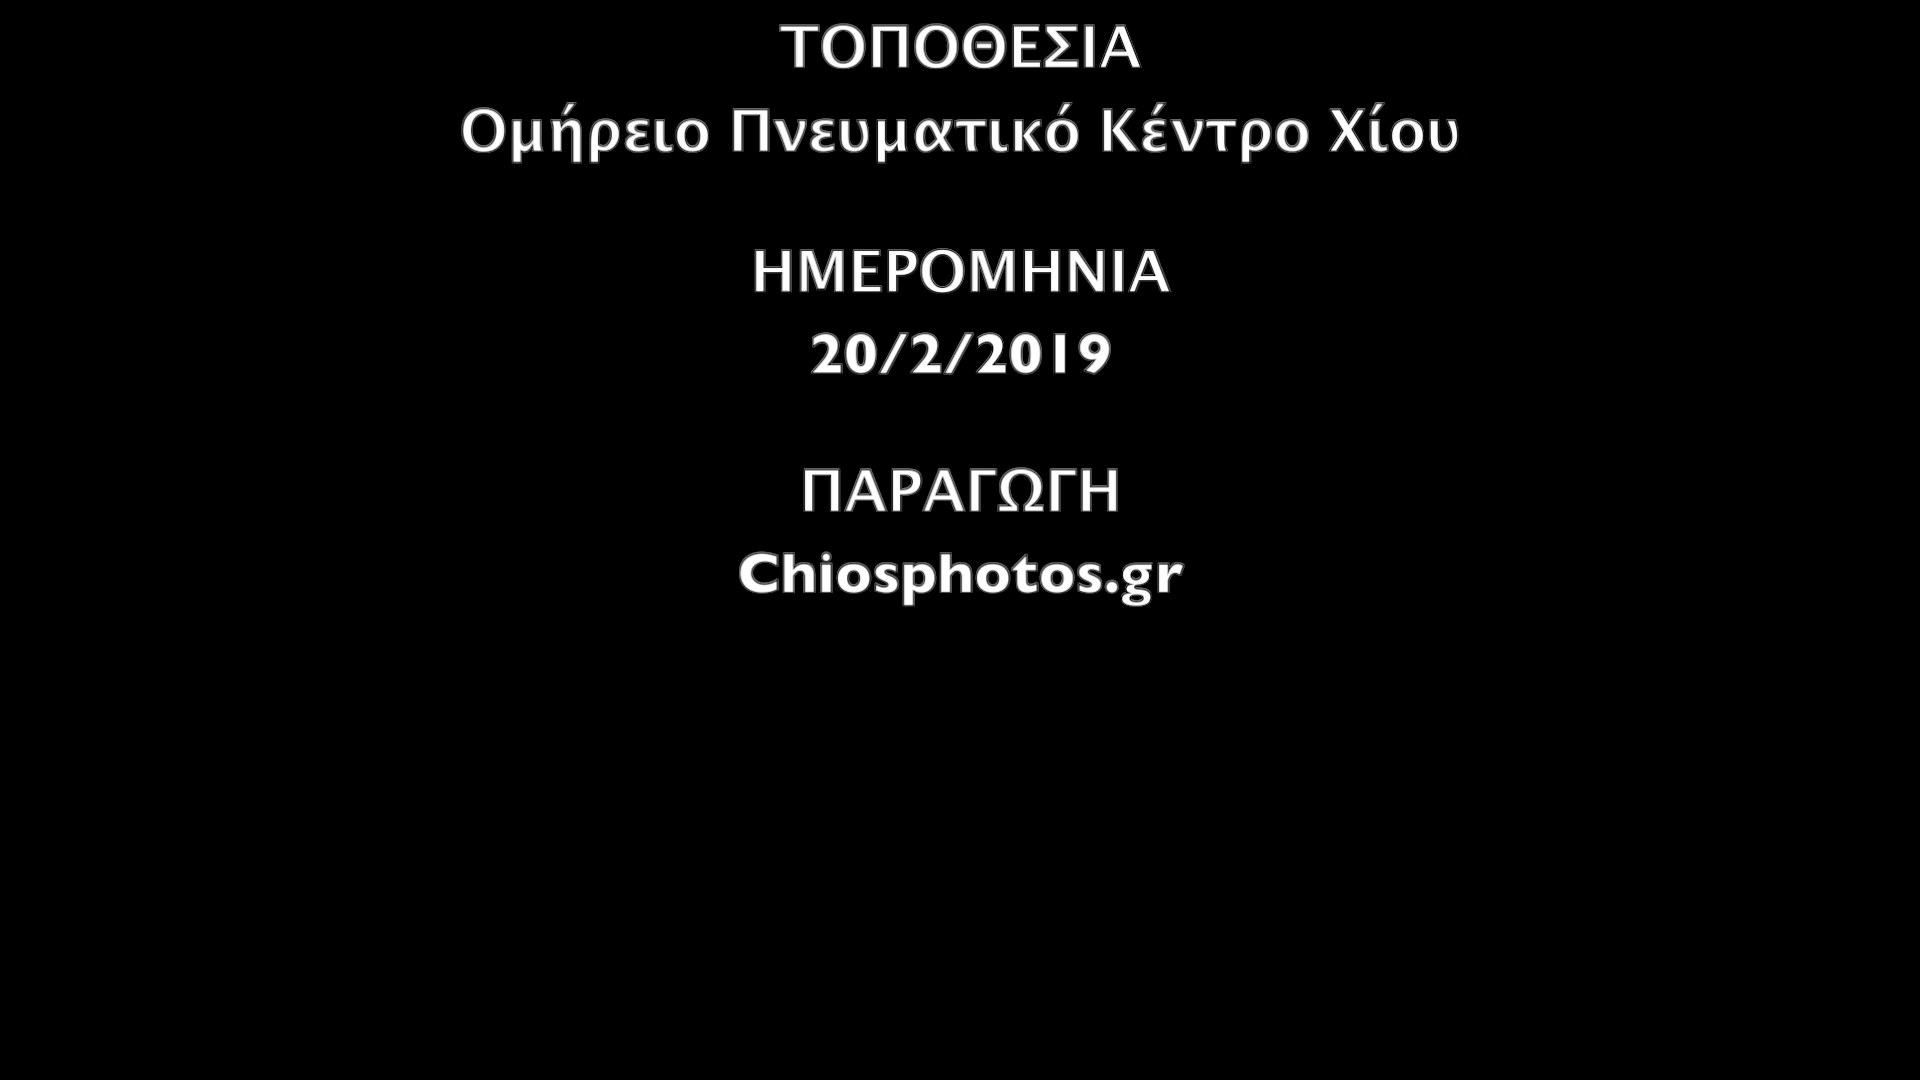 ΤΟΠΟΘΕΣΙΑ
Ομήρειο Πνευματικό Κέντρο Χίου
ΗΜΕΡΟΜΗΝΙΑ
20/2/2019
ΠΑΡΑΓΩΓΗ
Chiosphotos.gr